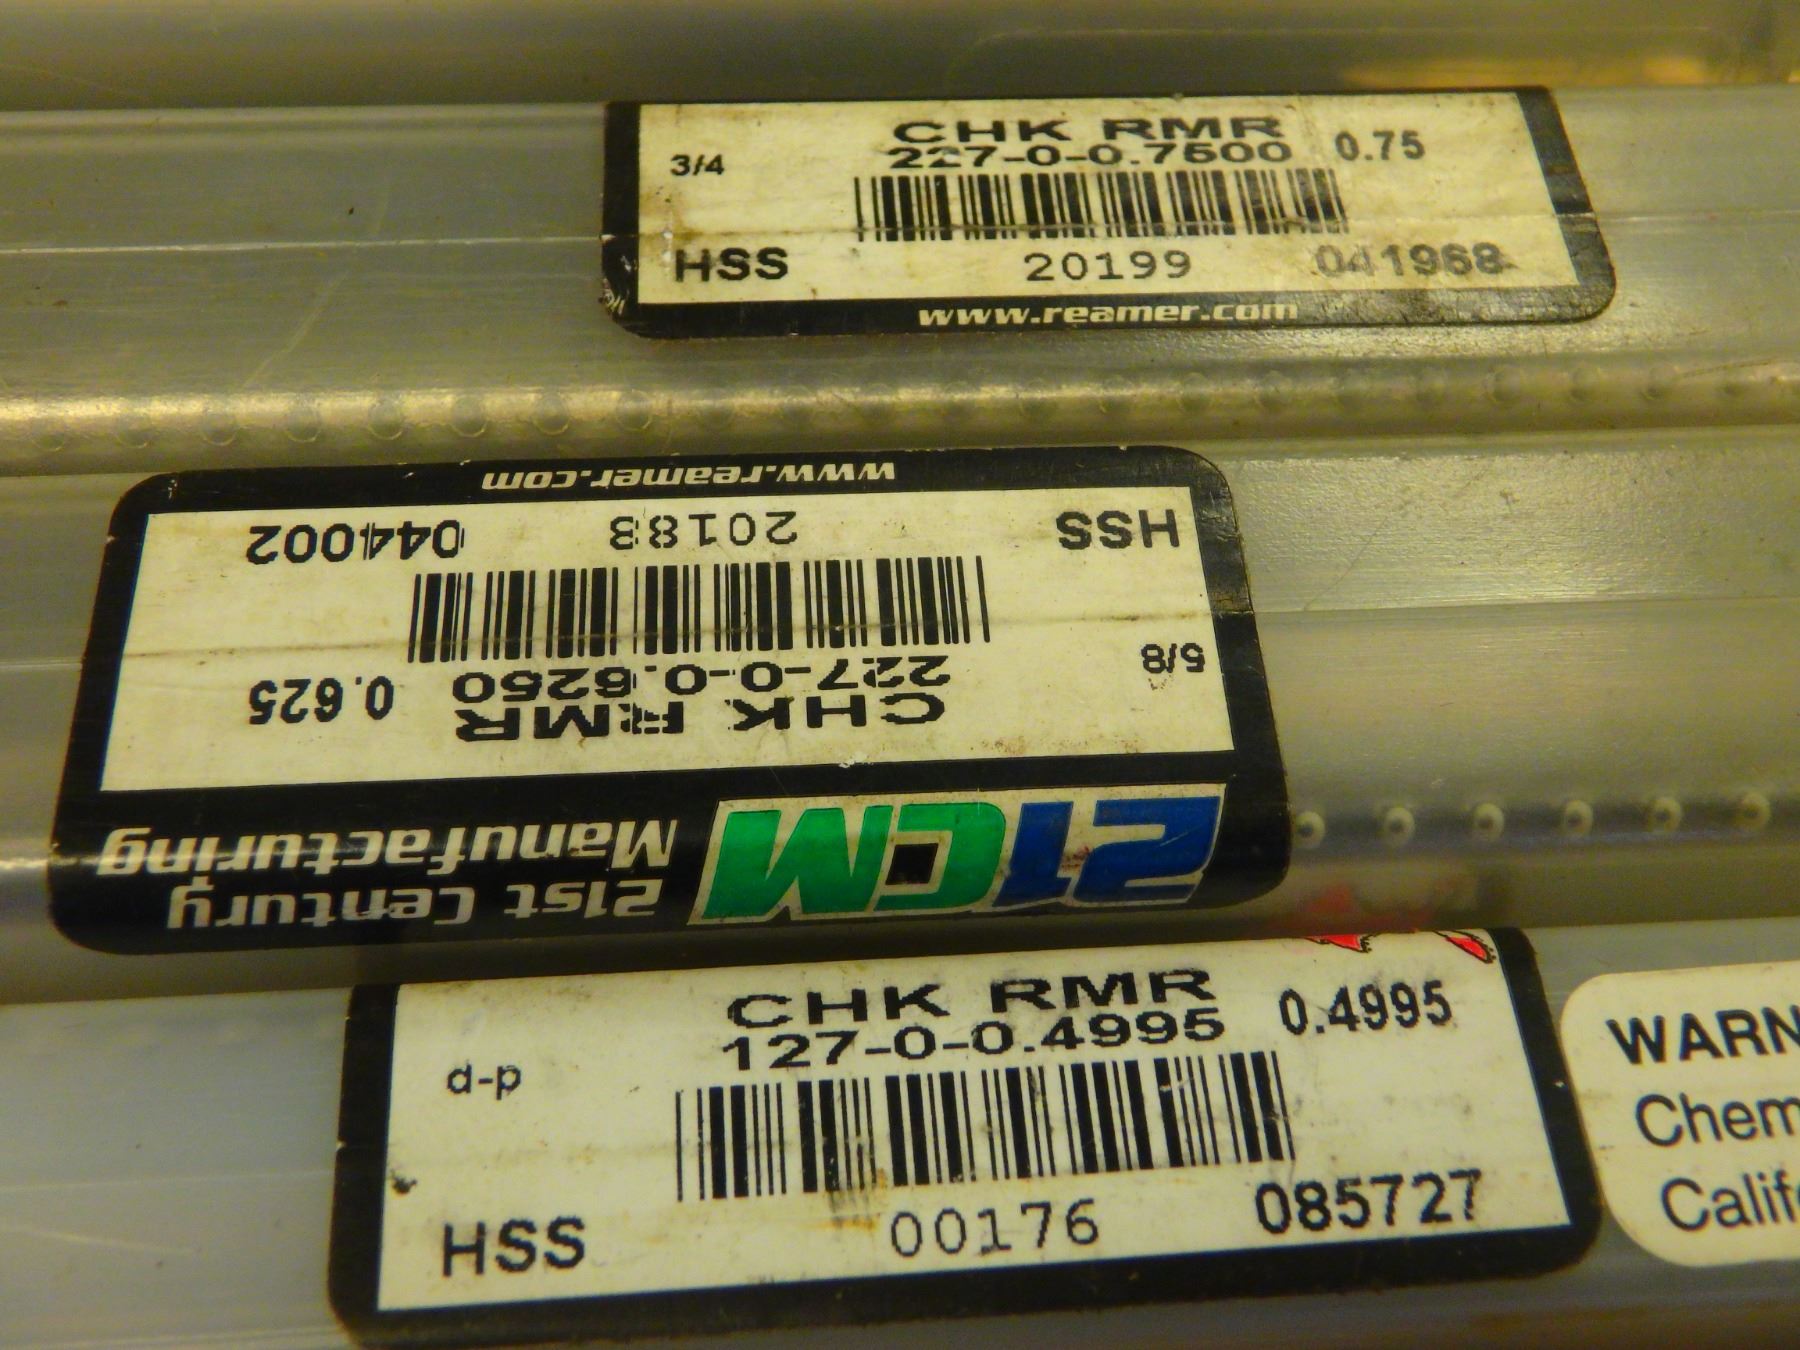 CHK RMR
3/4 227-0-0.7500 0.75
HSS 20199 041968
www.reamer.com
21CM 21st Century
Manufacturing
CHK RMR
5/8 227-0-0.6250 0.625
HSS 20183 044002
www.reamer.com
CHK RMR
127-0-0.4995 0.4995
d-p
HSS 00176 085727
WARN
Chem
Calif